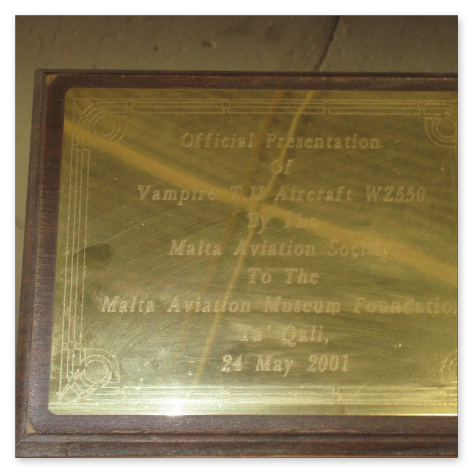 Official Presentation
Of
Vampire T.11 Aircraft WZ550
By The
Malta Aviation Society
To The
Malta Aviation Museum Foundation
Ta' Qali,
24 May 2001